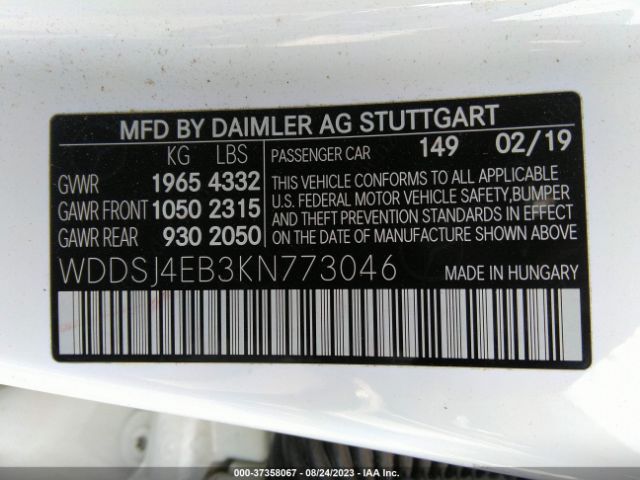 MFD BY DAIMLER AG STUTTGART
KG LBS
GVWR 1965 4332
GAWR FRONT 1050 2315
GAWR REAR 930 2050
PASSENGER CAR 149 02/19
THIS VEHICLE CONFORMS TO ALL APPLICABLE
U.S. FEDERAL MOTOR VEHICLE SAFETY,BUMPER
AND THEFT PREVENTION STANDARDS IN EFFECT
ON THE DATE OF MANUFACTURE SHOWN ABOVE.
WDDSJ4EB3KN773046 MADE IN HUNGARY
000-37358067 - 08/24/2023 - IAA Inc.